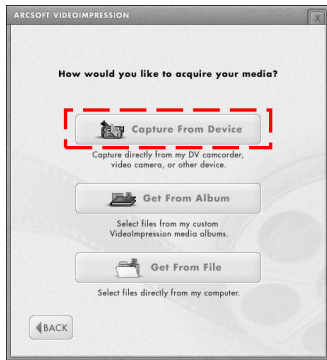 ARCSOFT VIDEOIMPRESSION
X
How would you like to acquire your media?
Capture From Device
Capture directly from my DV camcorder,
video camera, or other device.
Get From Album
Select files from my custom
VideoImpression media albums.
Get From File
Select files directly from my computer.
BACK